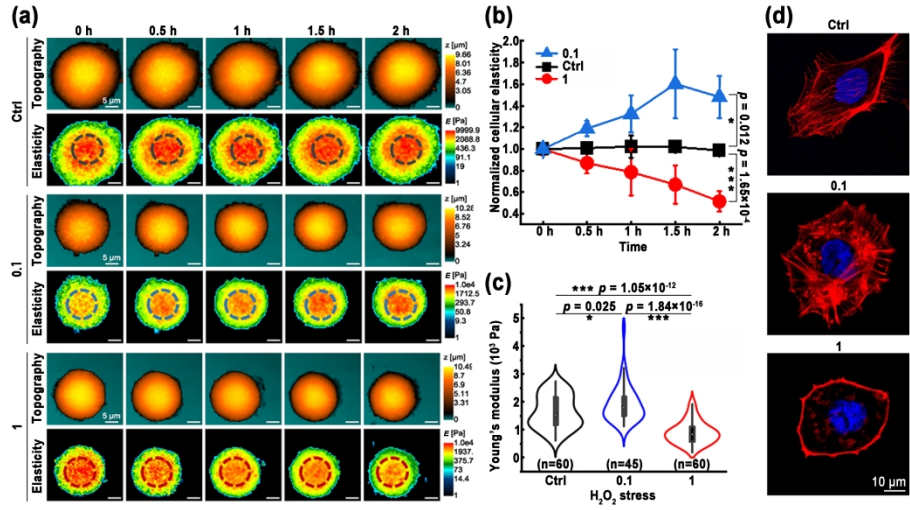 (a)
0 h 0.5 h 1 h 1.5 h 2 h
Ctrl
Topography
5 µm
z [µm]
9.66
8.01
6.36
4.7
3.05
0
Elasticity
E [Pa]
9999.9
2088.8
436.3
91.1
19
1
0.1
Topography
5 µm
z [µm]
10.28
8.52
6.76
5
3.24
0
Elasticity
E [Pa]
1.0e4
1712.5
293.7
50.8
9.3
1
1
Topography
5 µm
z [µm]
10.49
8.7
6.9
5.11
3.31
0
Elasticity
E [Pa]
1.0e4
1937.
375.7
73
14.4
1
(b)
Normalized cellular elasticity
2.0
1.8
1.6
1.4
1.2
1.0
0.8
0.6
0.4
0.1
Ctrl
1
*
p = 0.012
***
p = 1.65×10⁻⁴
0 h 0.5 h 1 h 1.5 h 2 h
Time
(c)
Young's modulus (10³ Pa)
5
4
3
2
1
0
*** p = 1.05×10⁻¹²
p = 0.025 p = 1.84×10⁻¹⁶
* ***
(n=60) (n=45) (n=60)
Ctrl 0.1 1
H₂O₂ stress
(d)
Ctrl
0.1
1
10 µm